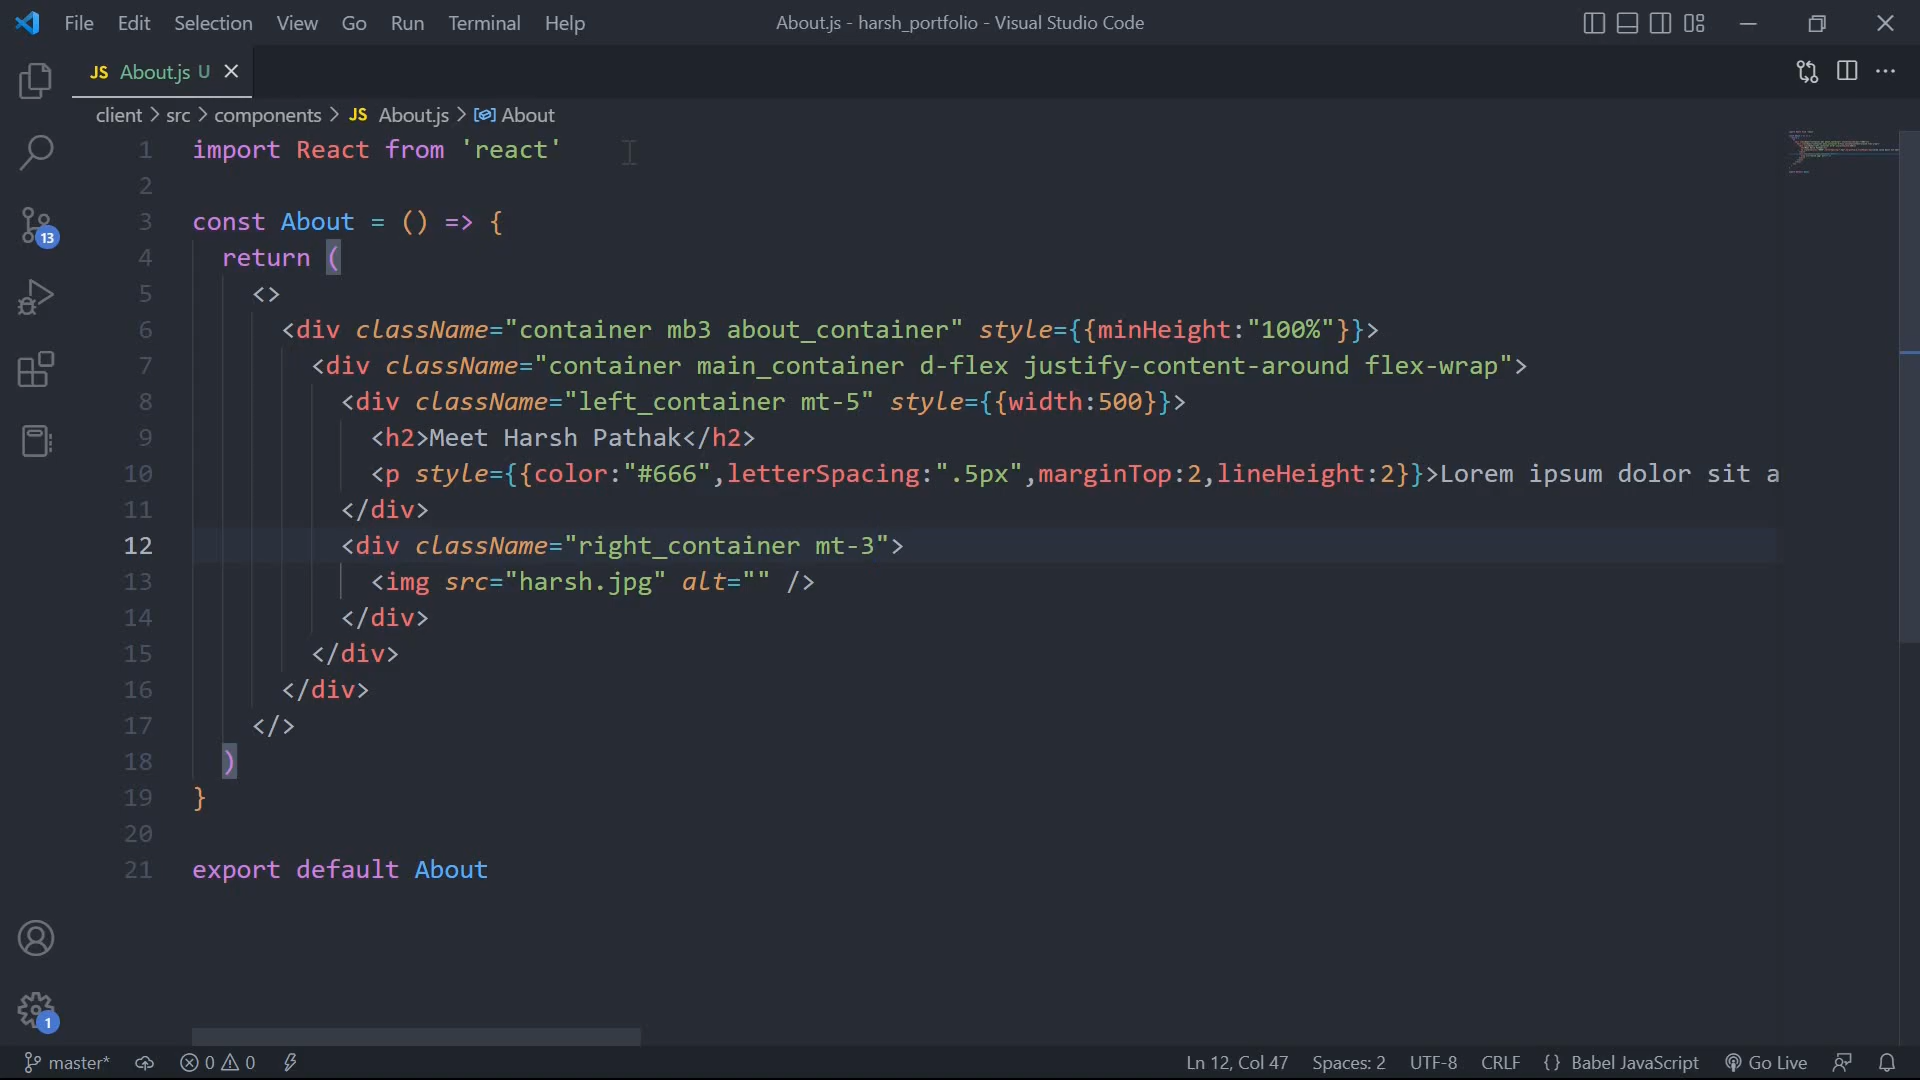 File Edit Selection View Go Run Terminal Help About.js - harsh_portfolio - Visual Studio Code
JS About.js U
client > src > components > JS About.js > About
1 import React from 'react'
2
3 const About = () => {
4 return (
5 <>
6 <div className="container mb3 about_container" style={{minHeight:"100%"}}>
7 <div className="container main_container d-flex justify-content-around flex-wrap">
8 <div className="left_container mt-5" style={{width:500}}>
9 <h2>Meet Harsh Pathak</h2>
10 <p style={{color:"#666",letterSpacing:".5px",marginTop:2,lineHeight:2}}>Lorem ipsum dolor sit a
11 </div>
12 <div className="right_container mt-3">
13 <img src="harsh.jpg" alt="" />
14 </div>
15 </div>
16 </div>
17 </>
18 )
19 }
20
21 export default About
13
1
master* 0 0 Ln 12, Col 47 Spaces: 2 UTF-8 CRLF {} Babel JavaScript Go Live